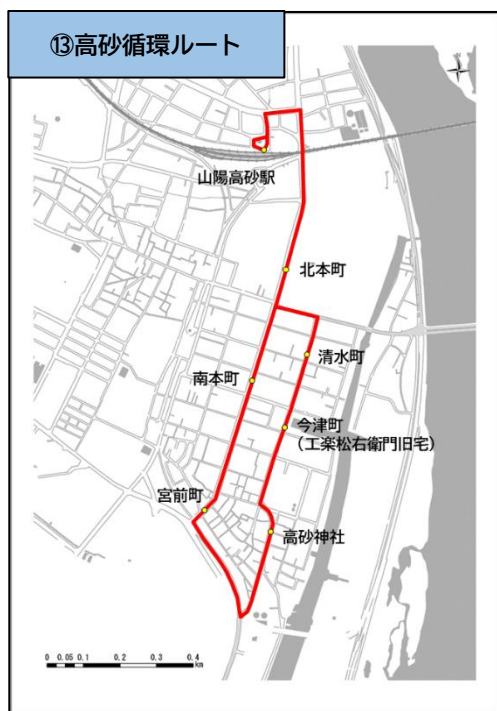 ⑬高砂循環ルート
山陽高砂駅
北本町
清水町
南本町
今津町
（工楽松右衛門旧宅）
宮前町
高砂神社
0 0.05 0.1 0.2 0.3 0.4
km